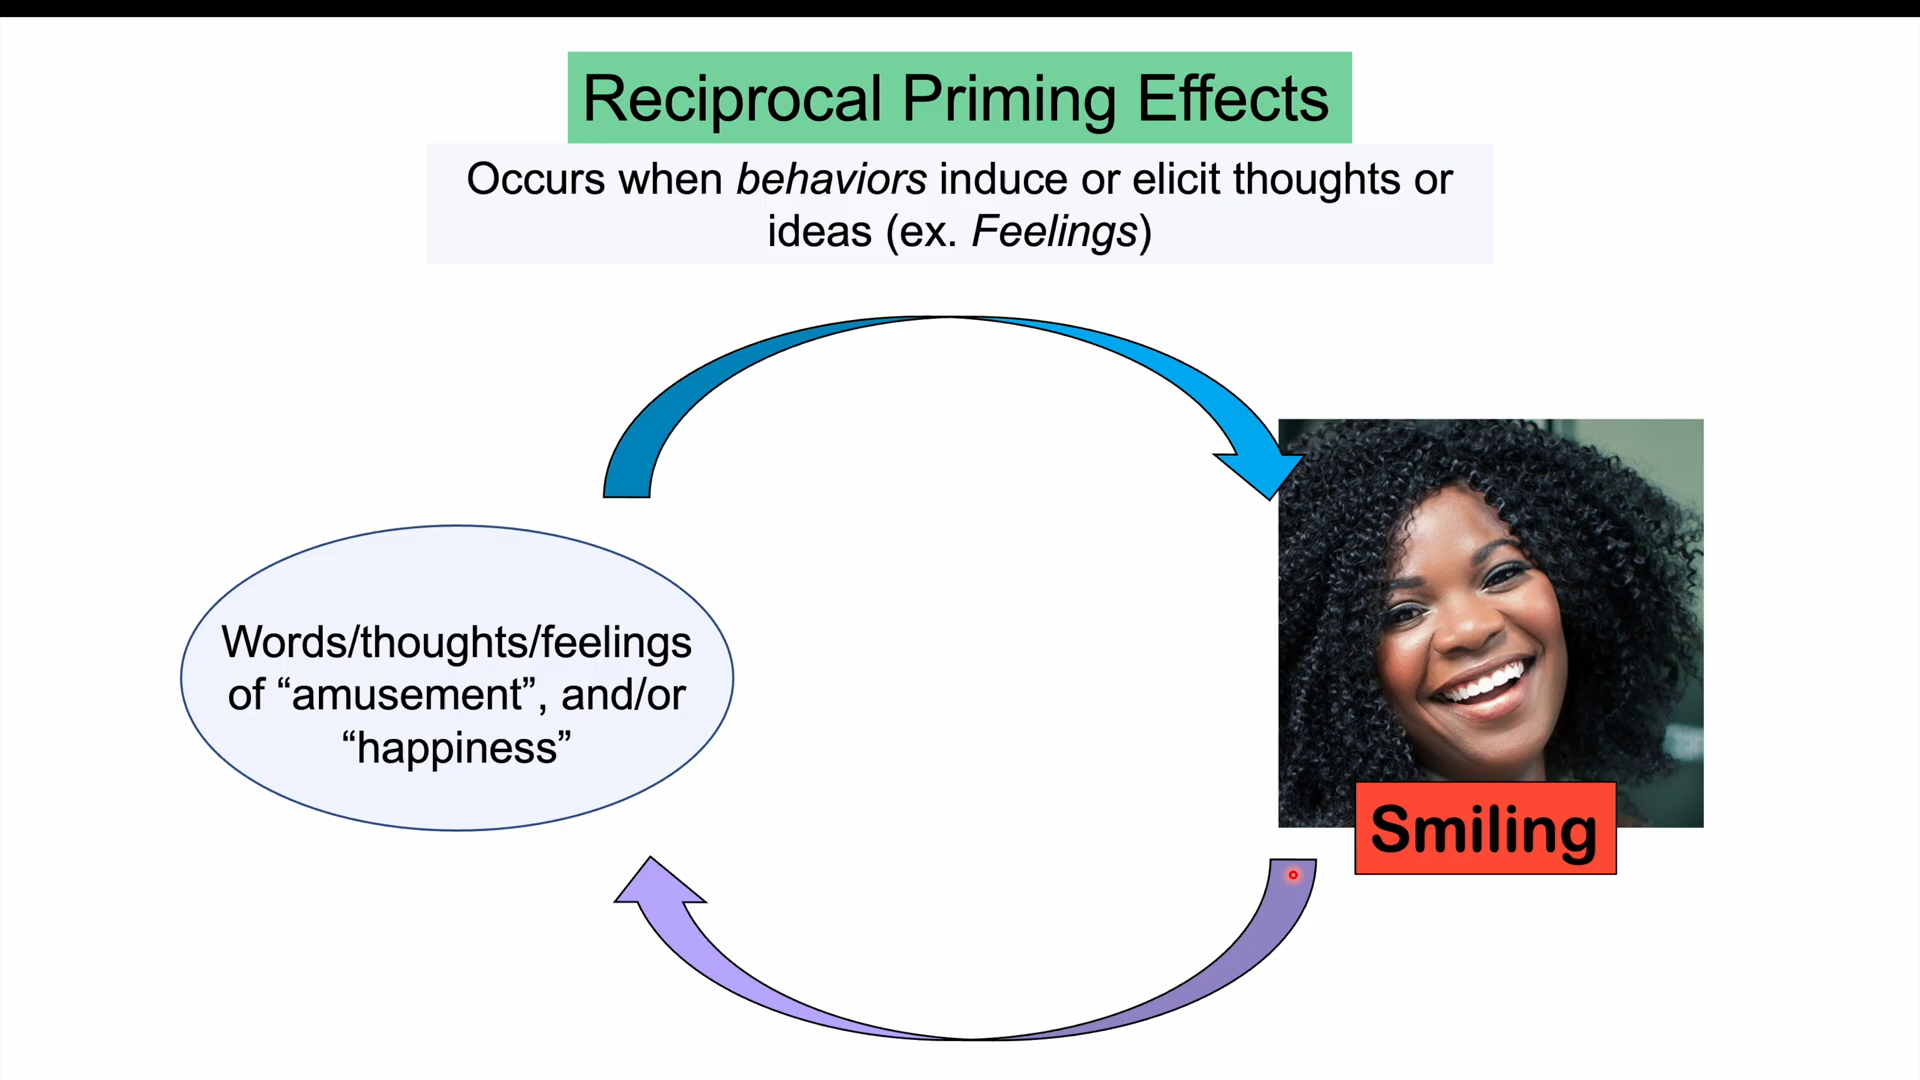 Reciprocal Priming Effects
Occurs when behaviors induce or elicit thoughts or
ideas (ex. Feelings)
Words/thoughts/feelings
of “amusement”, and/or
“happiness”
Smiling